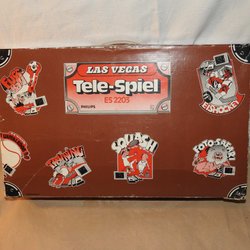 LAS VEGAS
Tele-Spiel
ES 2203
PHILIPS
EISHOCKEY
SQUASH
FOTO-SAFARI